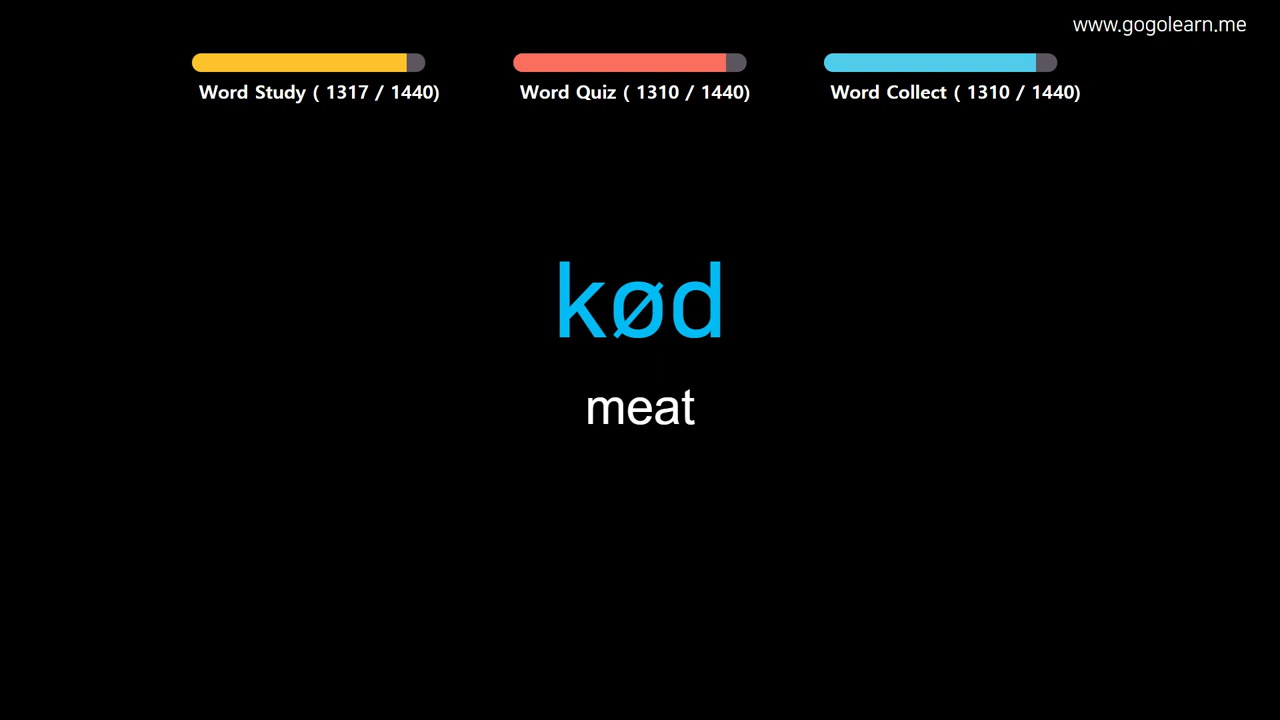 www.gogolearn.me
Word Study ( 1317 / 1440)
Word Quiz ( 1310 / 1440)
Word Collect ( 1310 / 1440)
kød
meat